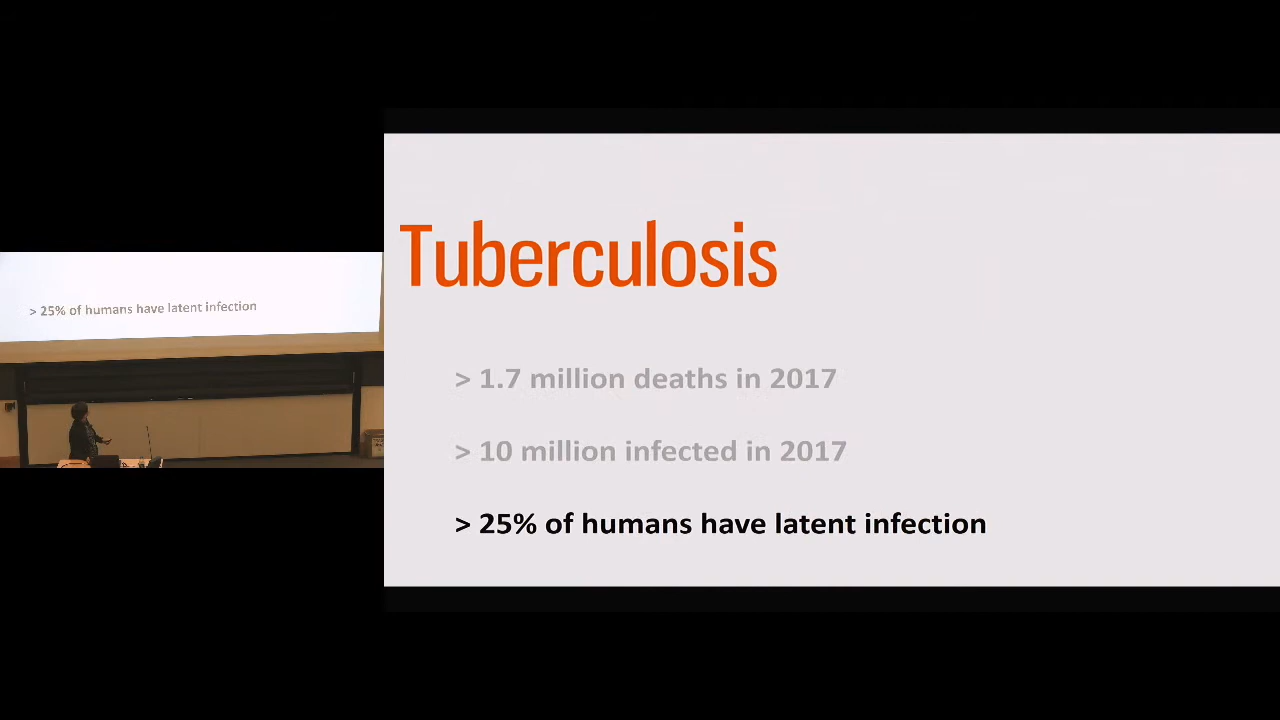 > 25% of humans have latent infection
Tuberculosis
> 1.7 million deaths in 2017
> 10 million infected in 2017
> 25% of humans have latent infection